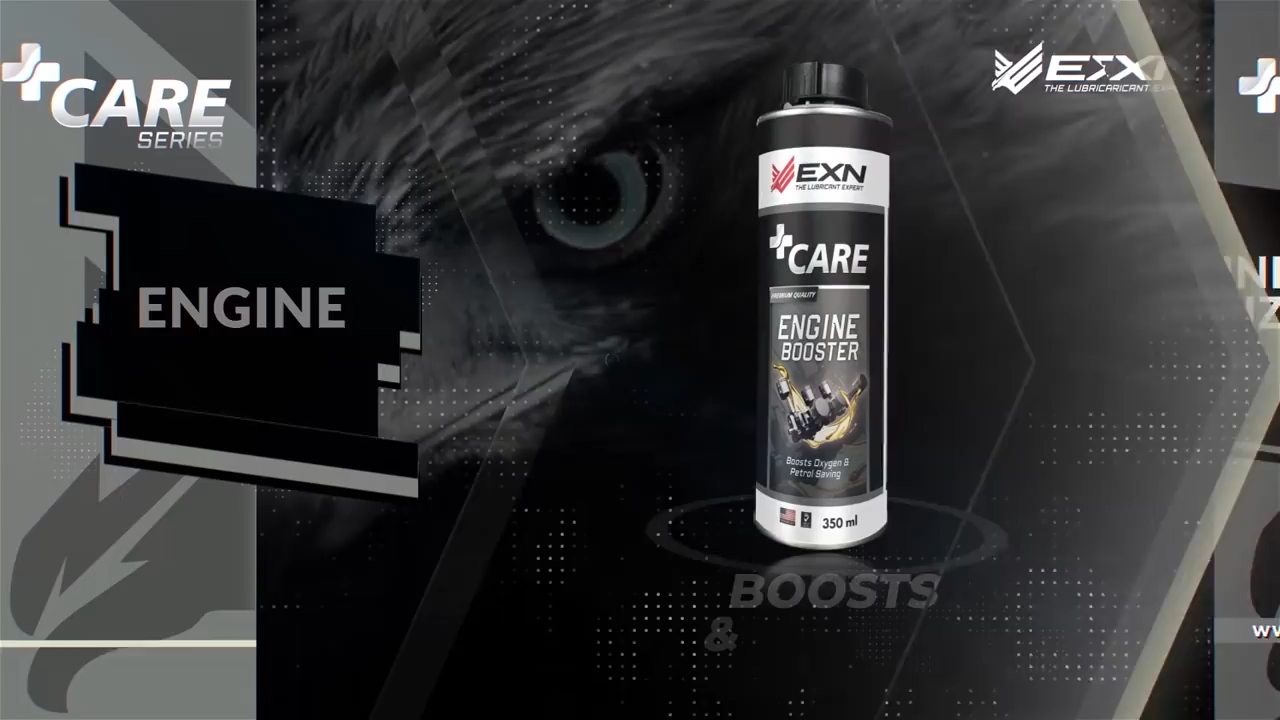 CARE
SERIES
ENGINE
THE LUBRICARICANT
EXN
THE LUBRICANT EXPERT
CARE
PREMIUM QUALITY
ENGINE
BOOSTER
Boosts Oxygen &
Petrol Saving
350 ml
BOOSTS
&